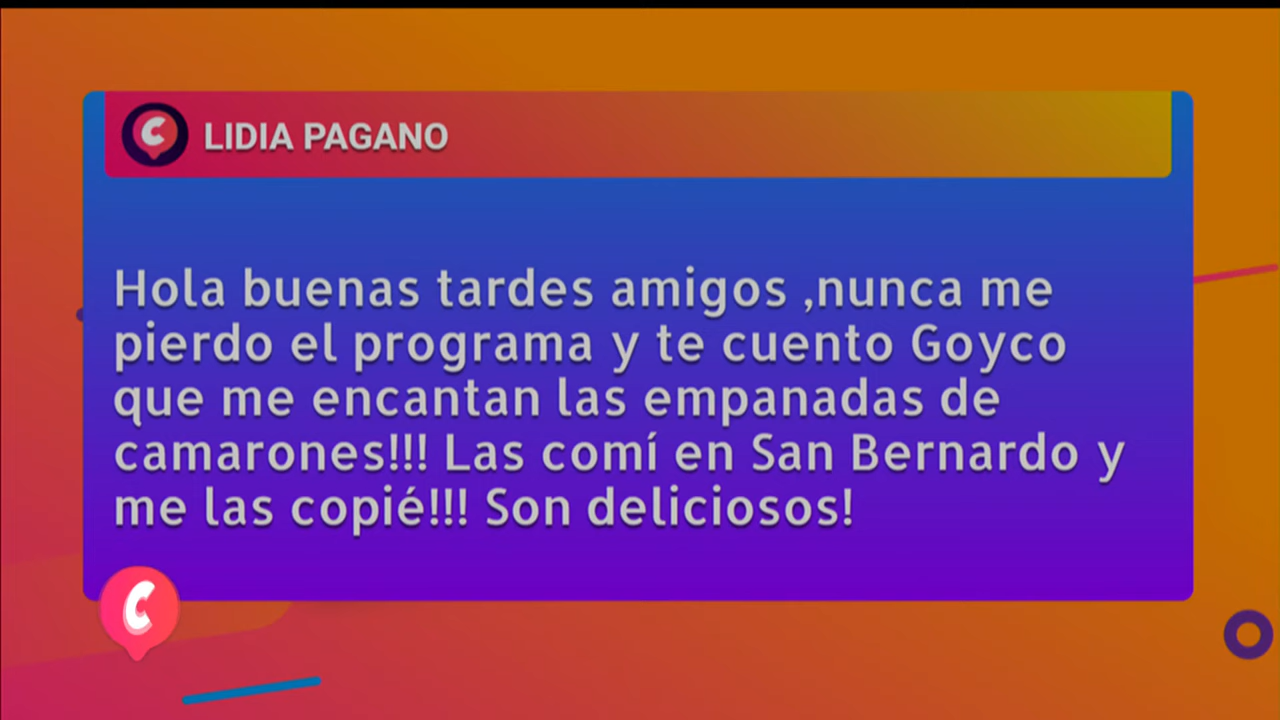 LIDIA PAGANO
Hola buenas tardes amigos ,nunca me
pierdo el programa y te cuento Goyco
que me encantan las empanadas de
camarones!!! Las comí en San Bernardo y
me las copié!!! Son deliciosos!